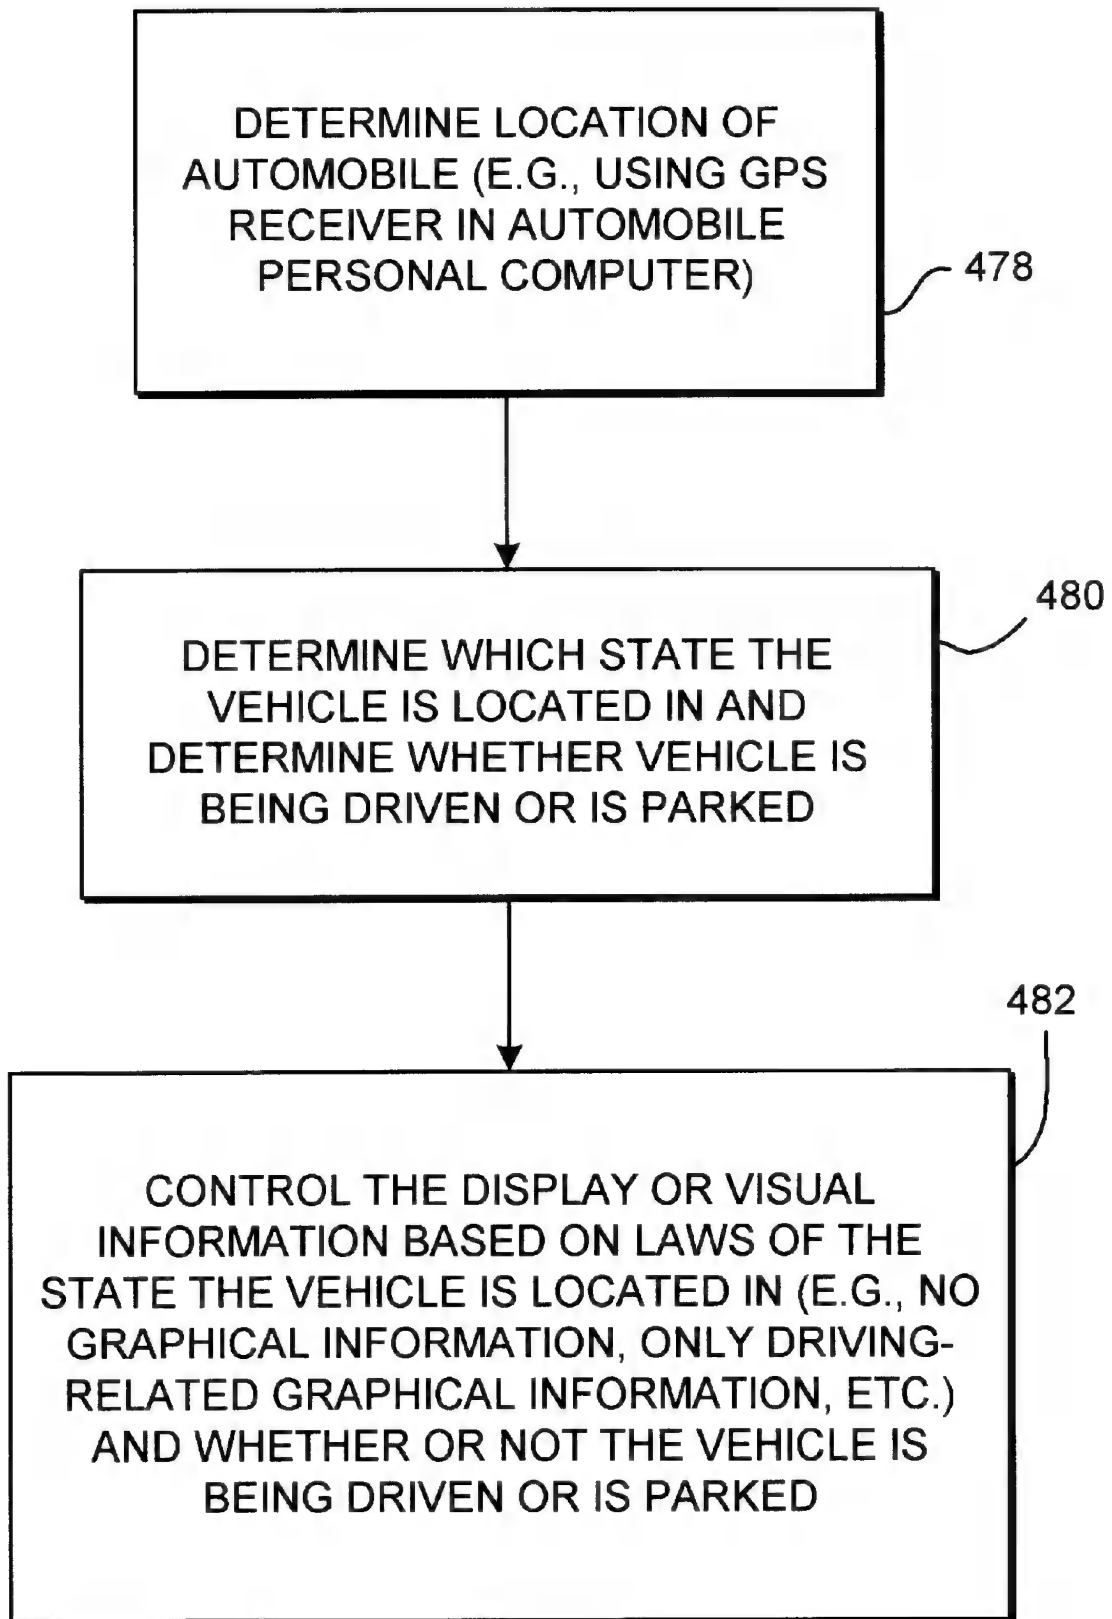 DETERMINE LOCATION OF
AUTOMOBILE (E.G., USING GPS
RECEIVER IN AUTOMOBILE
PERSONAL COMPUTER)
478
480
DETERMINE WHICH STATE THE
VEHICLE IS LOCATED IN AND
DETERMINE WHETHER VEHICLE IS
BEING DRIVEN OR IS PARKED
482
CONTROL THE DISPLAY OR VISUAL
INFORMATION BASED ON LAWS OF THE
STATE THE VEHICLE IS LOCATED IN (E.G., NO
GRAPHICAL INFORMATION, ONLY DRIVING-
RELATED GRAPHICAL INFORMATION, ETC.)
AND WHETHER OR NOT THE VEHICLE IS
BEING DRIVEN OR IS PARKED